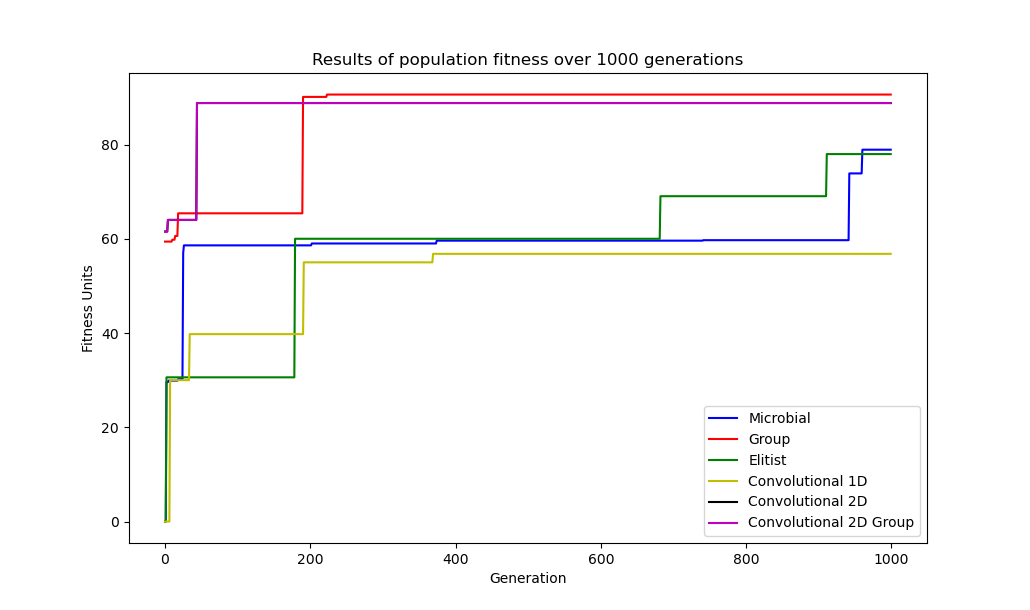 Results of population fitness over 1000 generations
Fitness Units
80
60
40
20
0
0 200 400 600 800 1000
Generation
Microbial
Group
Elitist
Convolutional 1D
Convolutional 2D
Convolutional 2D Group